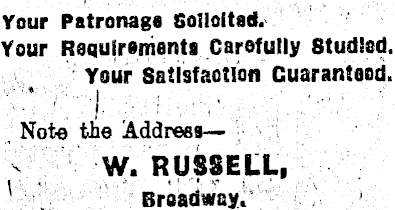 Your Patronage Solicited.
Your Requirements Carefully Studied.
Your Satisfaction Guaranteed.
Note the Address—
W. RUSSELL,
Broadway.